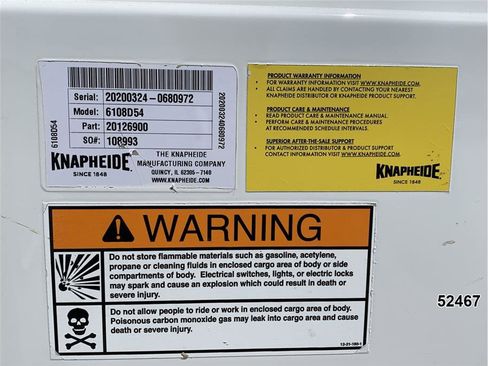 Serial: 20200324-0680972
Model: 6108D54
Part: 20126900
SO#: 108993
6108D54
KNAPHEIDE
SINCE 1848
THE KNAPHEIDE
MANUFACTURING COMPANY
QUINCY, IL 62305-7140
WWW.KNAPHEIDE.COM
PRODUCT WARRANTY INFORMATION
• VISIT WWW.KNAPHEIDE.COM
• ALL CLAIMS ARE HANDLED BY CONTACTING YOUR NEAREST
KNAPHEIDE DISTRIBUTOR OR KNAPHEIDE PRODUCT SUPPORT.
PRODUCT CARE & MAINTENANCE
• READ PRODUCT CARE & MAINTENANCE MANUAL.
• PERFORM CARE & MAINTENANCE PROCEDURES
AT RECOMMENDED SCHEDULE INTERVALS.
SUPERIOR AFTER-THE-SALE SUPPORT
• FOR AUTHORIZED DISTRIBUTOR & PRODUCT SUPPORT
CONTACT INFORMATION VISIT WWW.KNAPHEIDE.COM.
KNAPHEIDE
SINCE 1848
WARNING
Do not store flammable materials such as gasoline, acetylene,
propane or cleaning fluids in enclosed cargo area of body or side
compartments of body. Electrical switches, lights, or electric locks
may spark and cause an explosion which could result in death or
severe injury.
Do not allow people to ride or work in enclosed cargo area of body.
Poisonous carbon monoxide gas may leak into cargo area and cause
death or severe injury.
52467